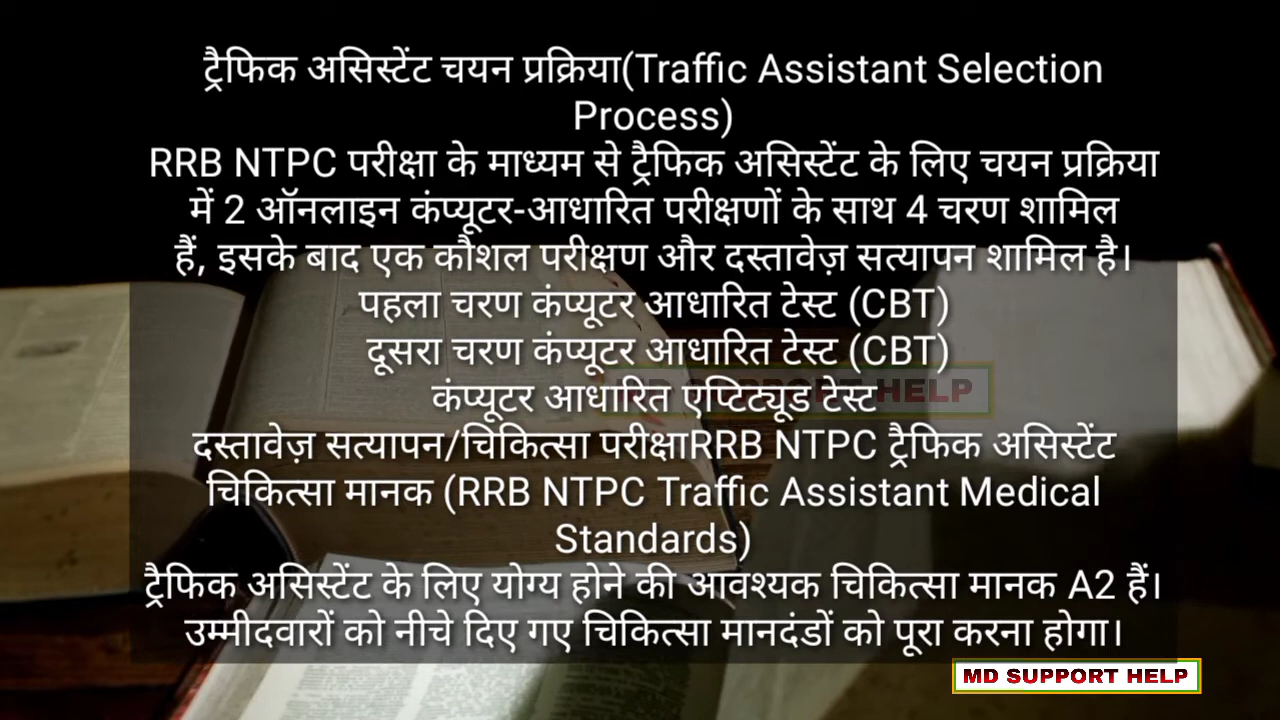 ट्रैफिक असिस्टेंट चयन प्रक्रिया(Traffic Assistant Selection
Process)
RRB NTPC परीक्षा के माध्यम से ट्रैफिक असिस्टेंट के लिए चयन प्रक्रिया
में 2 ऑनलाइन कंप्यूटर-आधारित परीक्षणों के साथ 4 चरण शामिल
हैं, इसके बाद एक कौशल परीक्षण और दस्तावेज़ सत्यापन शामिल है।
पहला चरण कंप्यूटर आधारित टेस्ट (CBT)
दूसरा चरण कंप्यूटर आधारित टेस्ट (CBT)
MD SUPPORT HELP
कंप्यूटर आधारित एप्टिट्यूड टेस्ट
दस्तावेज़ सत्यापन/चिकित्सा परीक्षाRRB NTPC ट्रैफिक असिस्टेंट
चिकित्सा मानक (RRB NTPC Traffic Assistant Medical
Standards)
ट्रैफिक असिस्टेंट के लिए योग्य होने की आवश्यक चिकित्सा मानक A2 हैं।
उम्मीदवारों को नीचे दिए गए चिकित्सा मानदंडों को पूरा करना होगा।
MD SUPPORT HELP